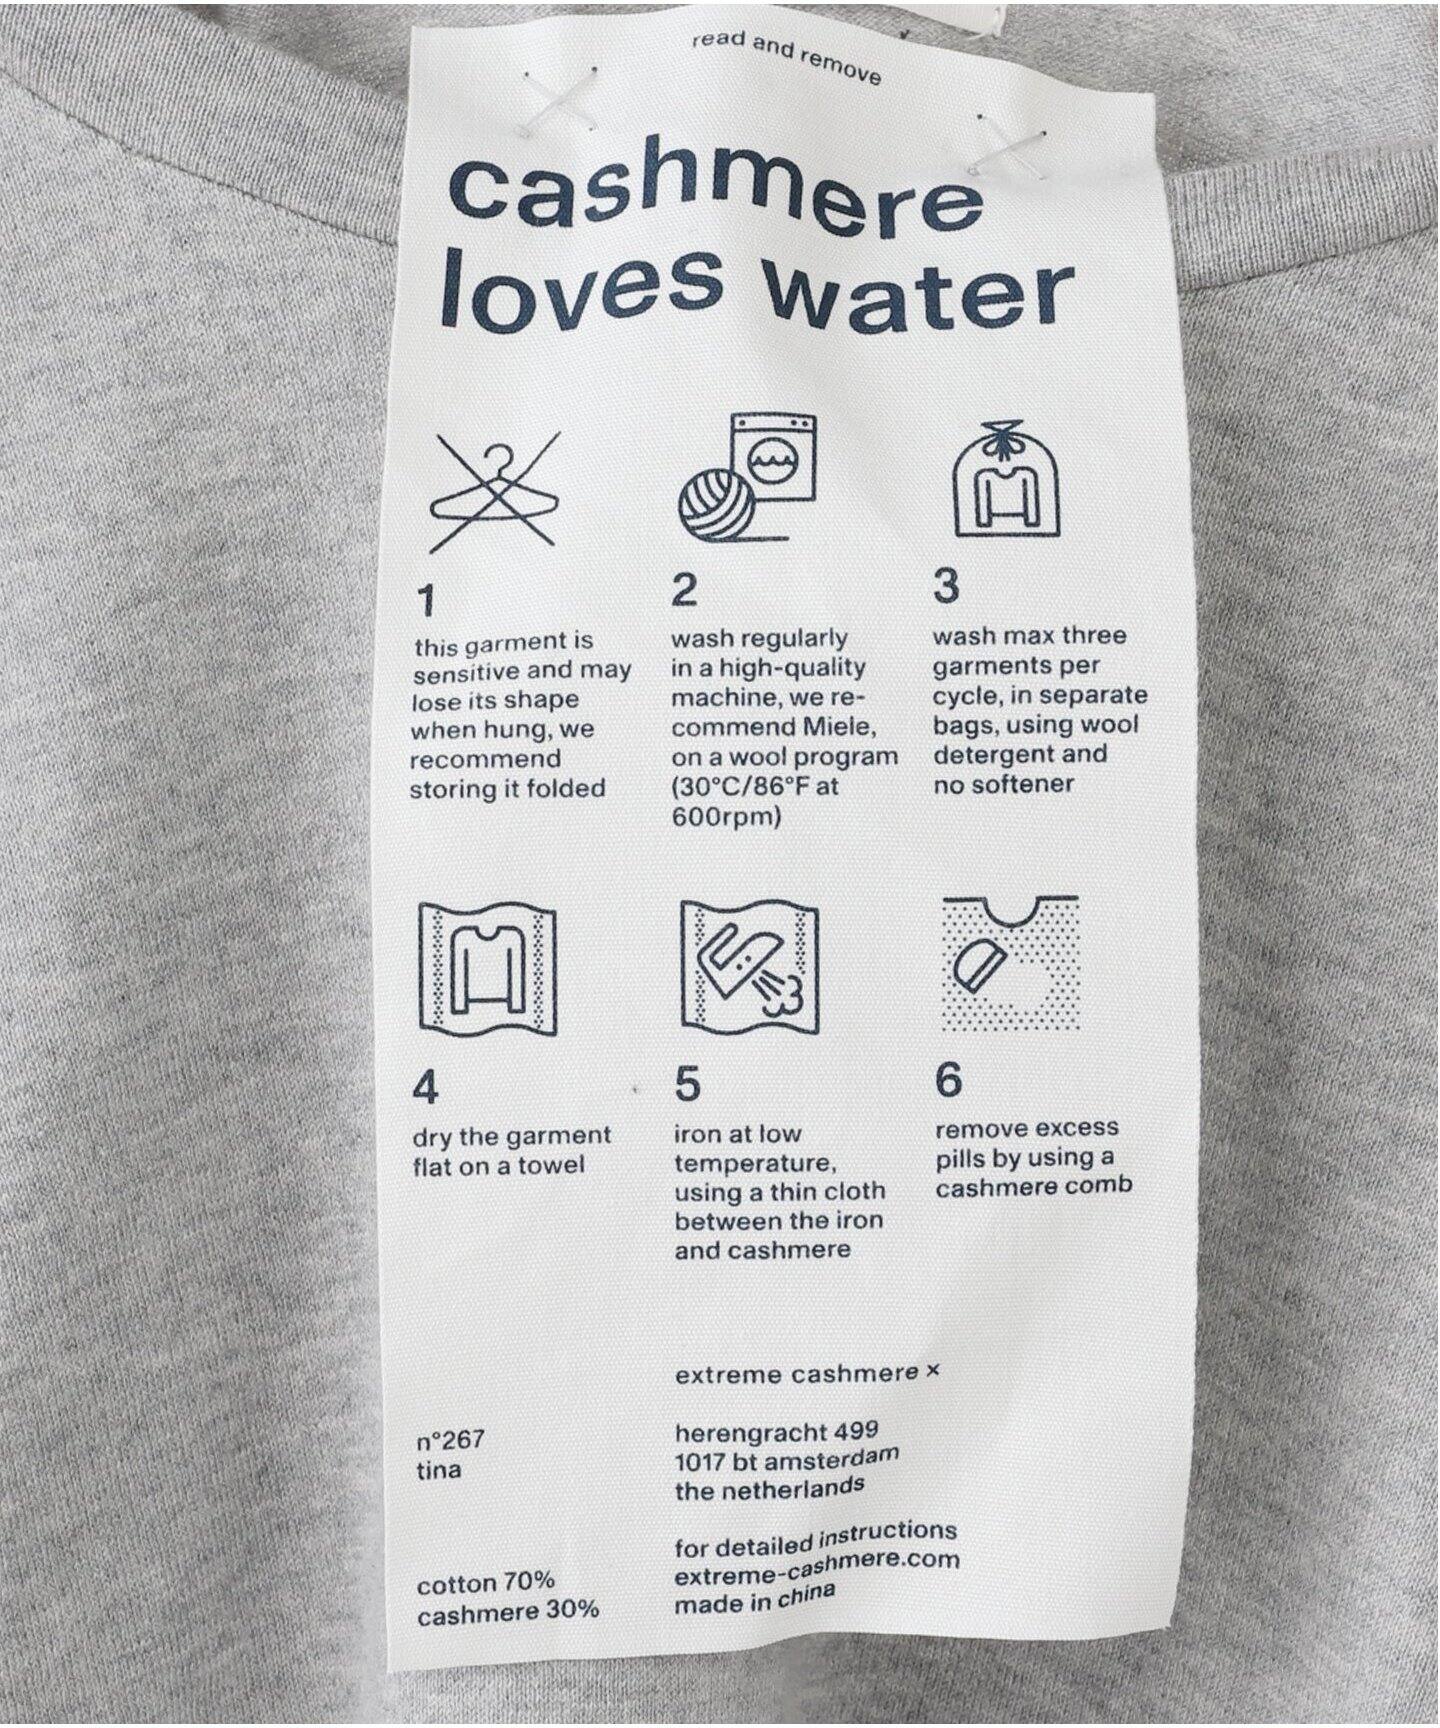 read and remove
cashmere
loves water
1
this garment is
sensitive and may
lose its shape
when hung, we
recommend
storing it folded
2
wash regularly
in a high-quality
machine, we re-
commend Miele,
on a wool program
(30°C/86°F at
600rpm)
3
wash max three
garments per
cycle, in separate
bags, using wool
detergent and
no softener
4
dry the garment
flat on a towel
5
iron at low
temperature,
using a thin cloth
between the iron
and cashmere
6
remove excess
pills by using a
cashmere comb
n°267
tina
cotton 70%
cashmere 30%
extreme cashmere ×
herengracht 499
1017 bt amsterdam
the netherlands
for detailed instructions
extreme-cashmere.com
made in china